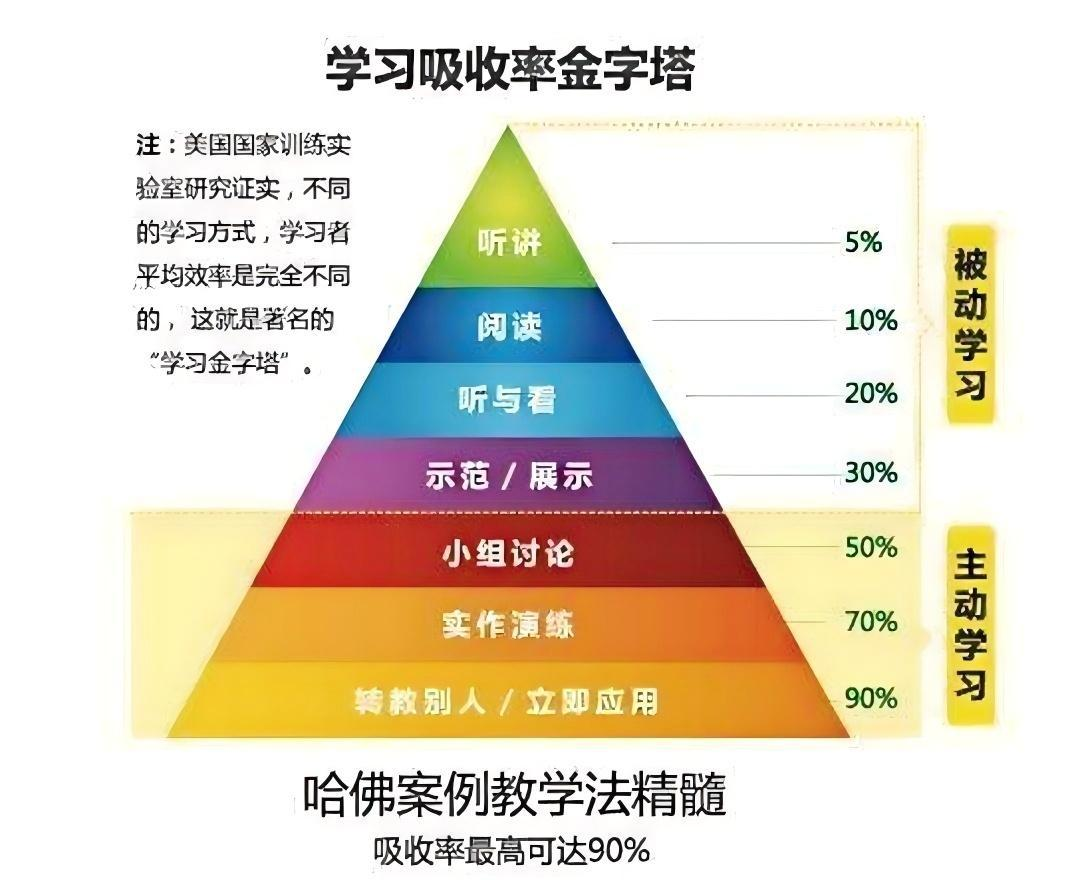 学习吸收率金字塔
注：美国国家训练实
验室研究证实，不同
的学习方式，学习者
平均效率是完全不同
的，这就是著名的
“学习金字塔”。
听讲
5%
阅读
10%
听与看
20%
示范 / 展示
30%
被动学习
小组讨论
50%
实作演练
70%
转教别人 / 立即应用
90%
主动学习
哈佛案例教学法精髓
吸收率最高可达90%